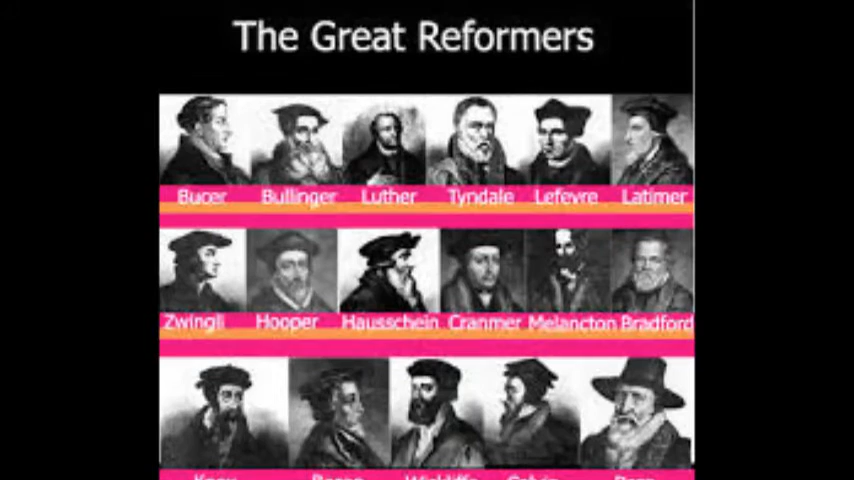 The Great Reformers
Bucer Bullinger Luther Tyndale Lefevre Latimer
Zwingli Hooper Hausschein Cranmer Melancton Bradford